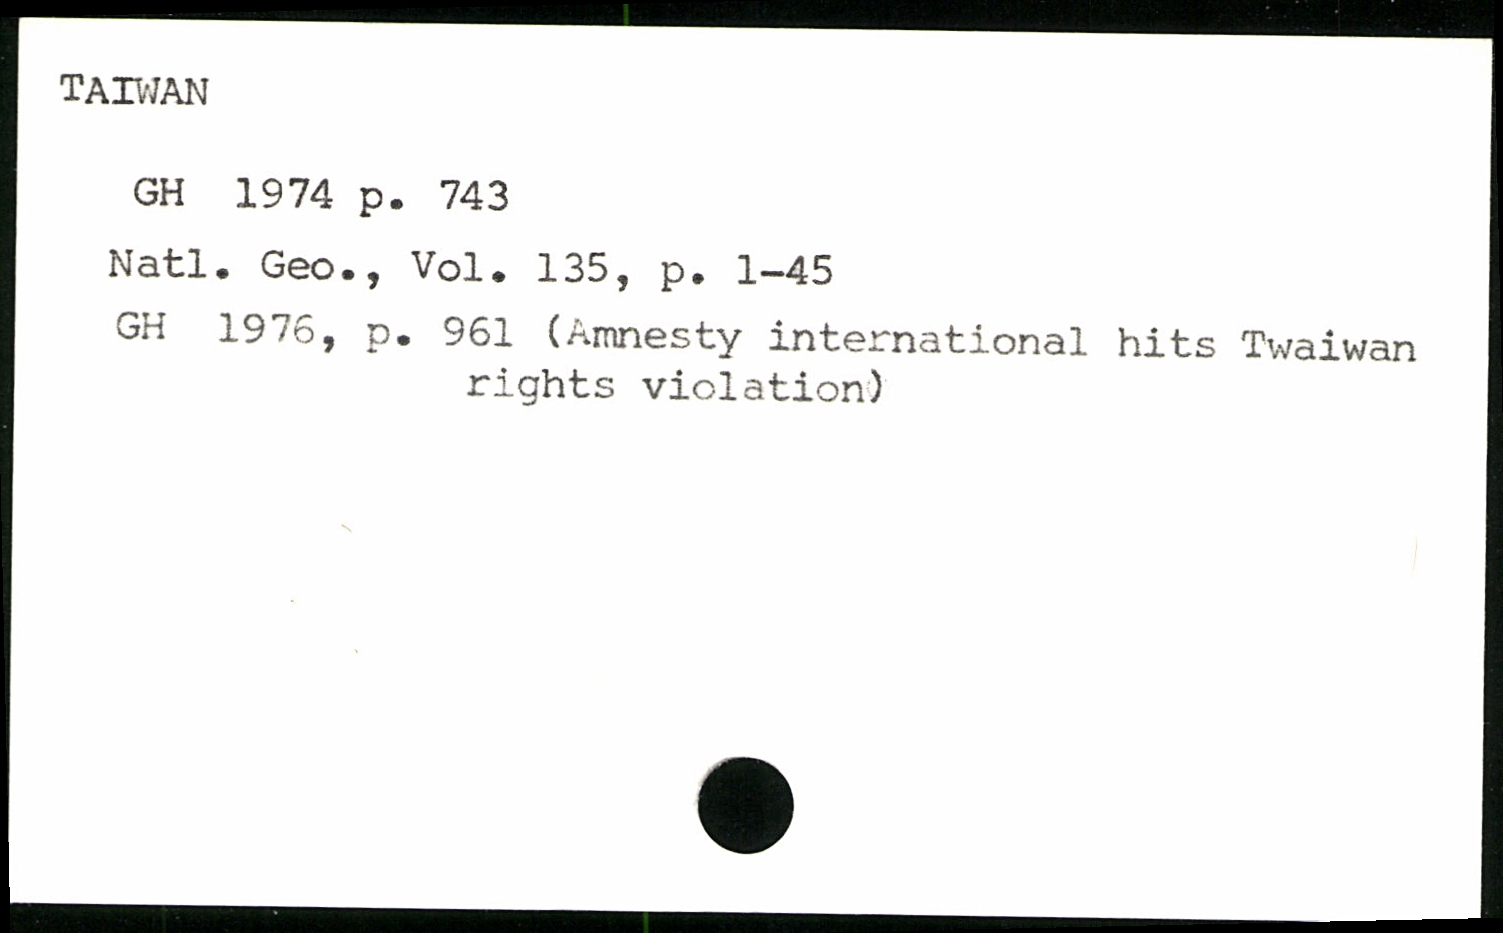 TAIWAN
GH 1974 p. 743
Natl. Geo., Vol. 135, p. 1-45
GH 1976, p. 961 (Amnesty international hits Twaiwan
rights violation)